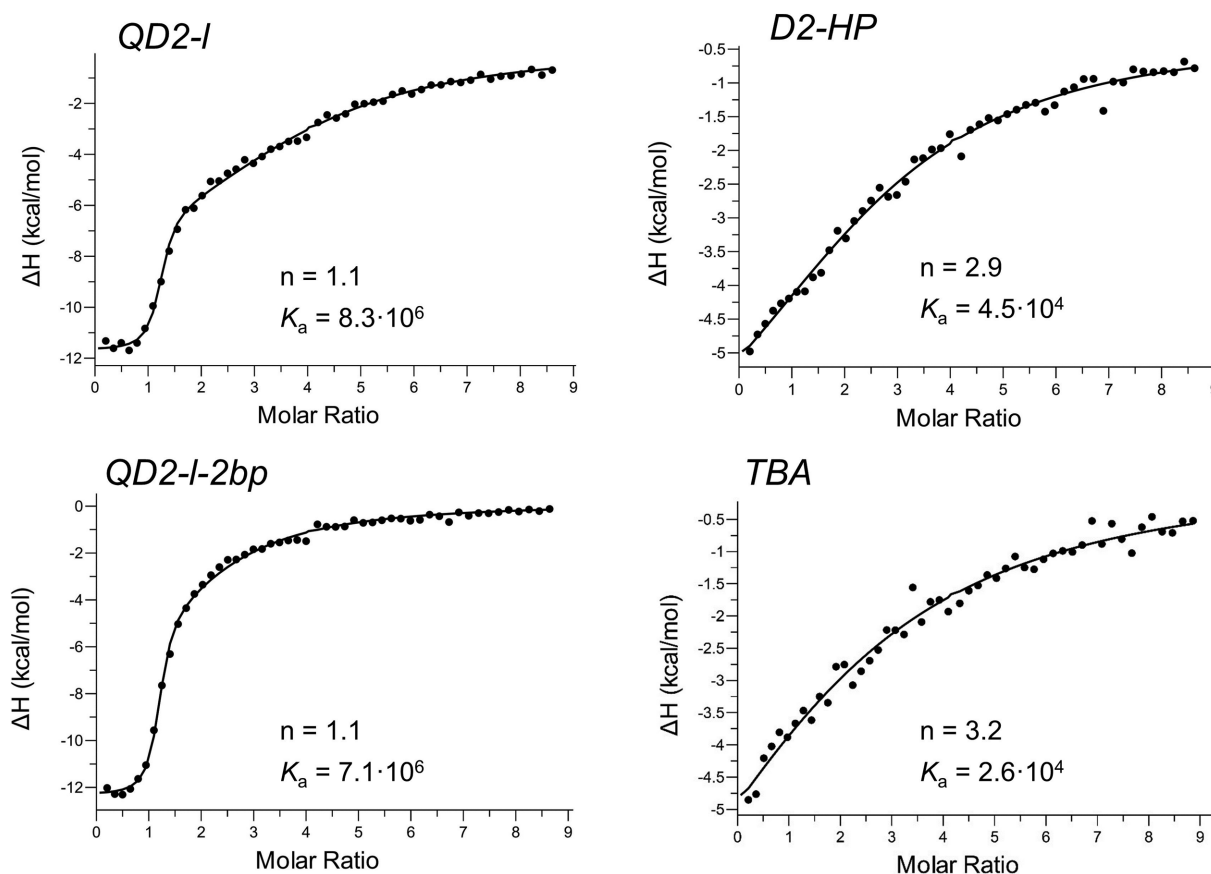 QD2-l
ΔH (kcal/mol)
-2
-4
-6
-8
-10
-12
n = 1.1
Ka = 8.3·10⁶
0 1 2 3 4 5 6 7 8 9
Molar Ratio
D2-HP
ΔH (kcal/mol)
-0.5
-1
-1.5
-2
-2.5
-3
-3.5
-4
-4.5
-5
n = 2.9
Ka = 4.5·10⁴
0 1 2 3 4 5 6 7 8 9
Molar Ratio
QD2-l-2bp
ΔH (kcal/mol)
0
-2
-4
-6
-8
-10
-12
n = 1.1
Ka = 7.1·10⁶
0 1 2 3 4 5 6 7 8 9
Molar Ratio
TBA
ΔH (kcal/mol)
-0.5
-1
-1.5
-2
-2.5
-3
-3.5
-4
-4.5
-5
n = 3.2
Ka = 2.6·10⁴
0 1 2 3 4 5 6 7 8 9
Molar Ratio